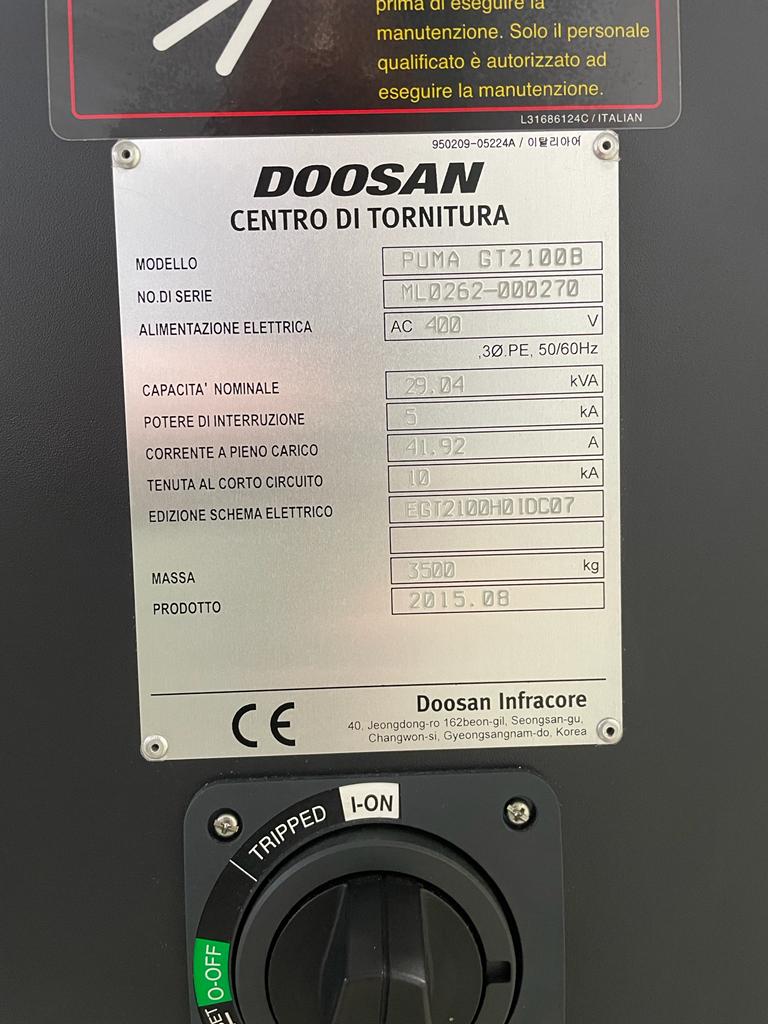 prima di eseguire la
manutenzione. Solo il personale
qualificato è autorizzato ad
eseguire la manutenzione.
L31686124C / ITALIAN
950209-05224A / 이탈리아어
DOOSAN
CENTRO DI TORNITURA
MODELLO PUMA GT2100B
NO.DI SERIE ML0262-000270
ALIMENTAZIONE ELETTRICA AC 400 V
,3Ø.PE, 50/60Hz
CAPACITA' NOMINALE 29.04 kVA
POTERE DI INTERRUZIONE 5 kA
CORRENTE A PIENO CARICO 41.92 A
TENUTA AL CORTO CIRCUITO 10 kA
EDIZIONE SCHEMA ELETTRICO EGT2100H01DC07
MASSA 3500 kg
PRODOTTO 2015.08
CE
Doosan Infracore
40, Jeongdong-ro 162beon-gil, Seongsan-gu,
Changwon-si, Gyeongsangnam-do, Korea
I-ON
TRIPPED
O-OFF